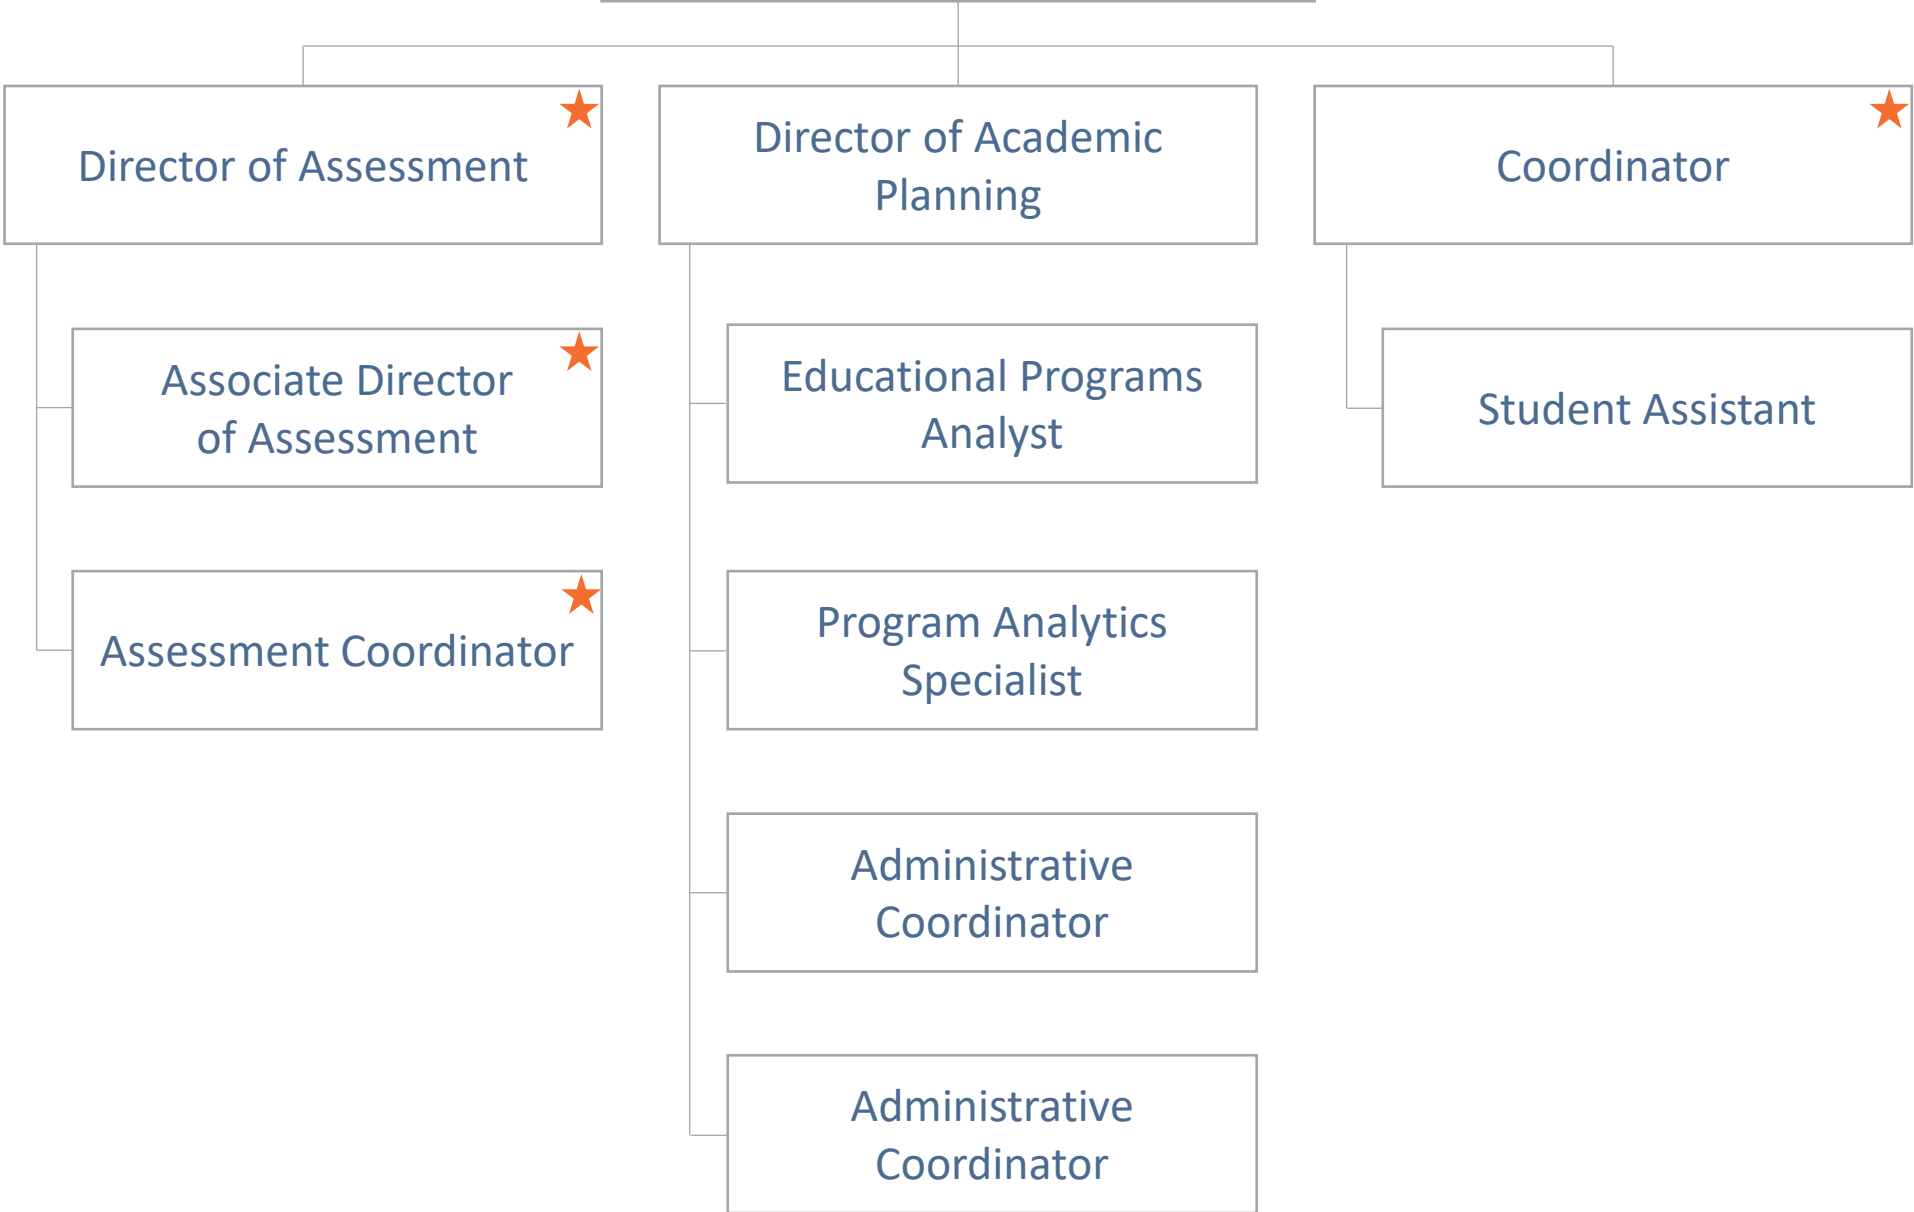 Director of Assessment
Director of Academic
Planning
Coordinator
Associate Director
of Assessment
Educational Programs
Analyst
Student Assistant
Assessment Coordinator
Program Analytics
Specialist
Administrative
Coordinator
Administrative
Coordinator